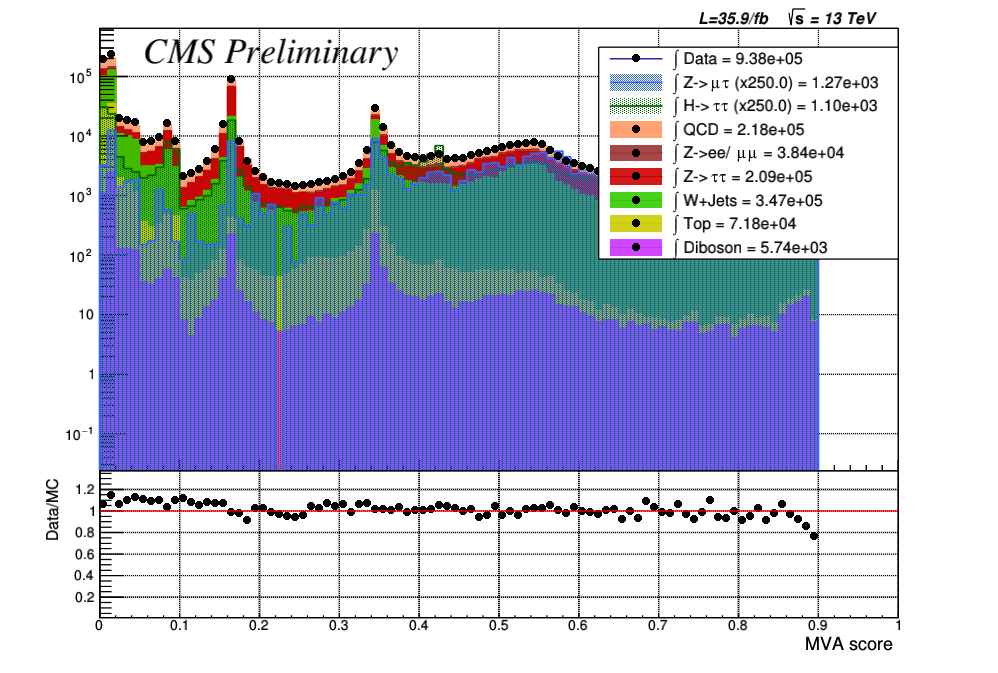 L=35.9/fb √s = 13 TeV
CMS Preliminary
∫ Data = 9.38e+05
∫ Z->μτ (x250.0) = 1.27e+03
∫ H->ττ (x250.0) = 1.10e+03
∫ QCD = 2.18e+05
∫ Z->ee/ μμ = 3.84e+04
∫ Z->ττ = 2.09e+05
∫ W+Jets = 3.47e+05
∫ Top = 7.18e+04
∫ Diboson = 5.74e+03
10⁵
10⁴
10³
10²
10
1
10⁻¹
Data/MC
1.2
1
0.8
0.6
0.4
0.2
0 0.1 0.2 0.3 0.4 0.5 0.6 0.7 0.8 0.9 1
MVA score